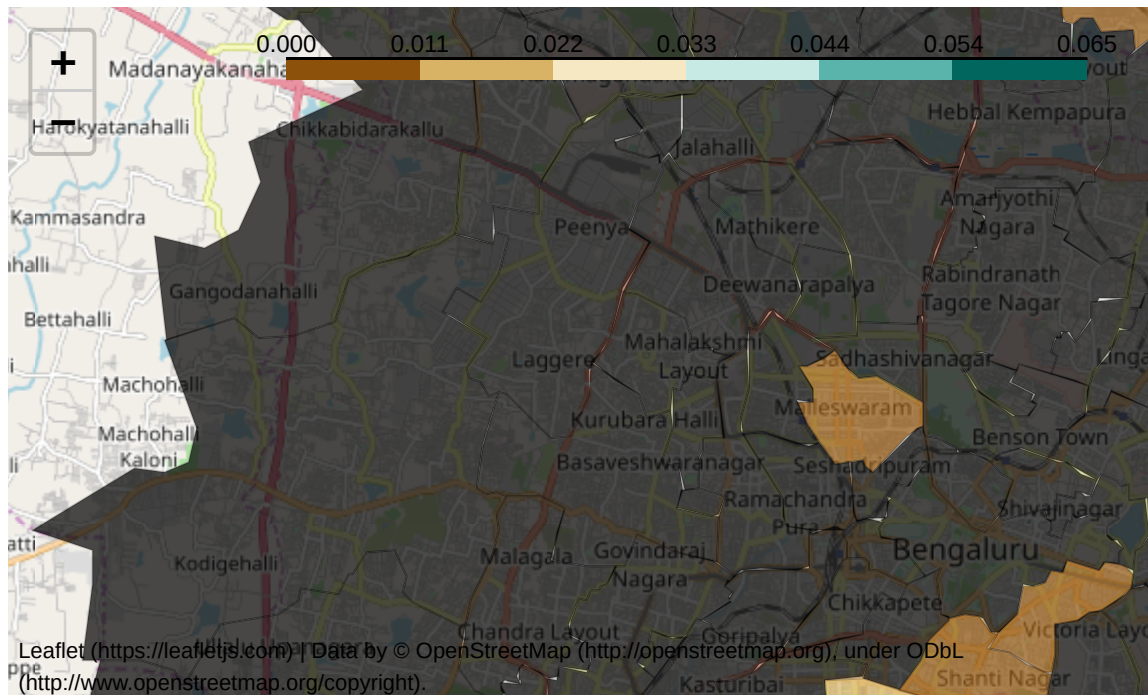 0.000 0.011 0.022 0.033 0.044 0.054 0.065
+
Madanayakanaha
−
Harokyatanahalli
Chikkabidarakallu
Hebbal Kempapura
Jalahalli
Kammasandra
Peenya
Mathikere
Amarjyothi
Nagara
nhalli
Gangodanahalli
Deewanarapalya
Rabindranath
Tagore Nagar
Bettahalli
Mahalakshmi
Layout
Laggere
Sadhashivanagar
Linga
Machohalli
Malleswaram
Kurubara Halli
Machohalli
Kaloni
Benson Town
Basaveshwaranagar
Seshadripuram
Ramachandra
Pura
Shivajinagar
atti
Malagala
Govindaraj
Nagara
Bengaluru
Kodigehalli
Chikkapete
Chandra Layout
Goripalya
Victoria Layo
Leaflet (https://leafletjs.com) | Data by © OpenStreetMap (http://openstreetmap.org), under ODbL
(http://www.openstreetmap.org/copyright).
ppe
Kasturibai
Shanti Nagar